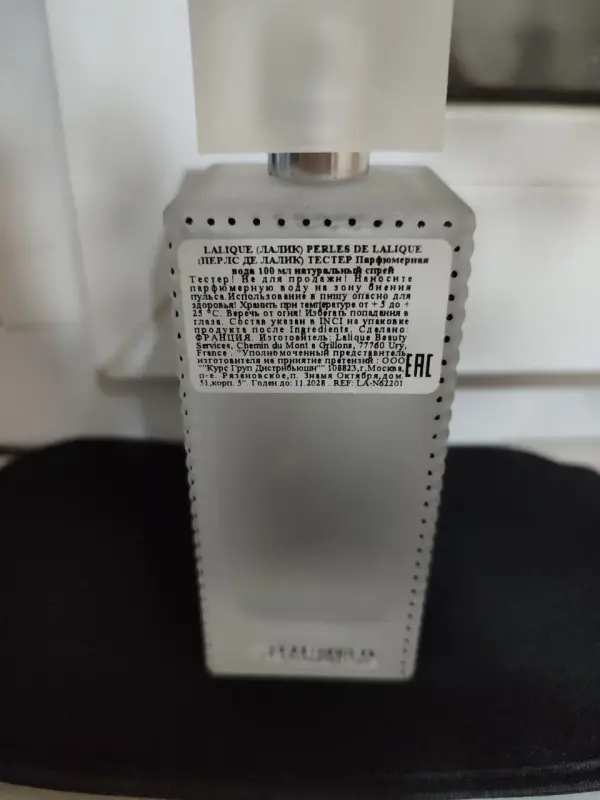 LALIQUE (ЛАЛИК) PERLES DE LALIQUE
(ПЕРЛС ДЕ ЛАЛИК) ТЕСТЕР Парфюмерная
вода 100 мл натуральный спрей
Тестер! Не для продажи! Наносите
парфюмерную воду на зону биения
пульса.Использование в пищу опасно для
здоровья! Хранить при температуре от + 5 до +
25 °C. Беречь от огня! Избегать попадания в
глаза. Состав указан в INCI на упаковке
продукта после Ingredients. Сделано:
ФРАНЦИЯ. Изготовитель: Lalique Beauty
Services, Chemin du Mont a Grillons, 77760 Ury,
France . "Уполномоченный представитель
изготовителя на принятие претензий : ООО
""Курс Груп Дистрибьюшн"" 108823,г.Москва,
п-е. Рязановское,п. Знамя Октября,дом
31,корп. 3". Годен до: 11.2028 . REF: LA-N62201
EAC